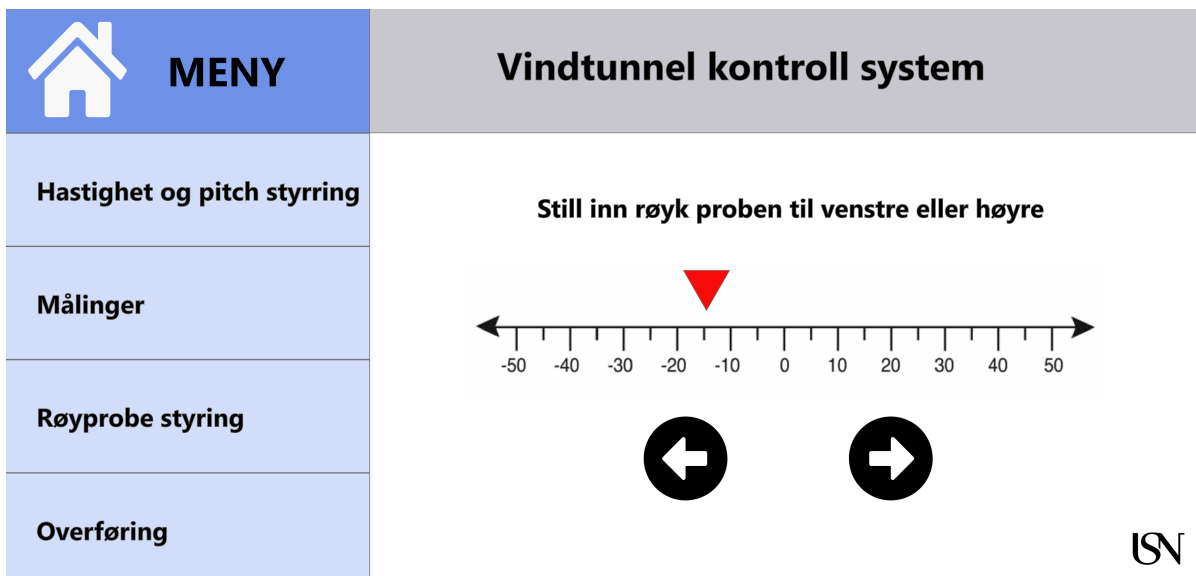 MENY
Vindtunnel kontroll system
Hastighet og pitch styrring
Målinger
Røyprobe styring
Overføring
Still inn røyk proben til venstre eller høyre
-50 -40 -30 -20 -10 0 10 20 30 40 50
USN